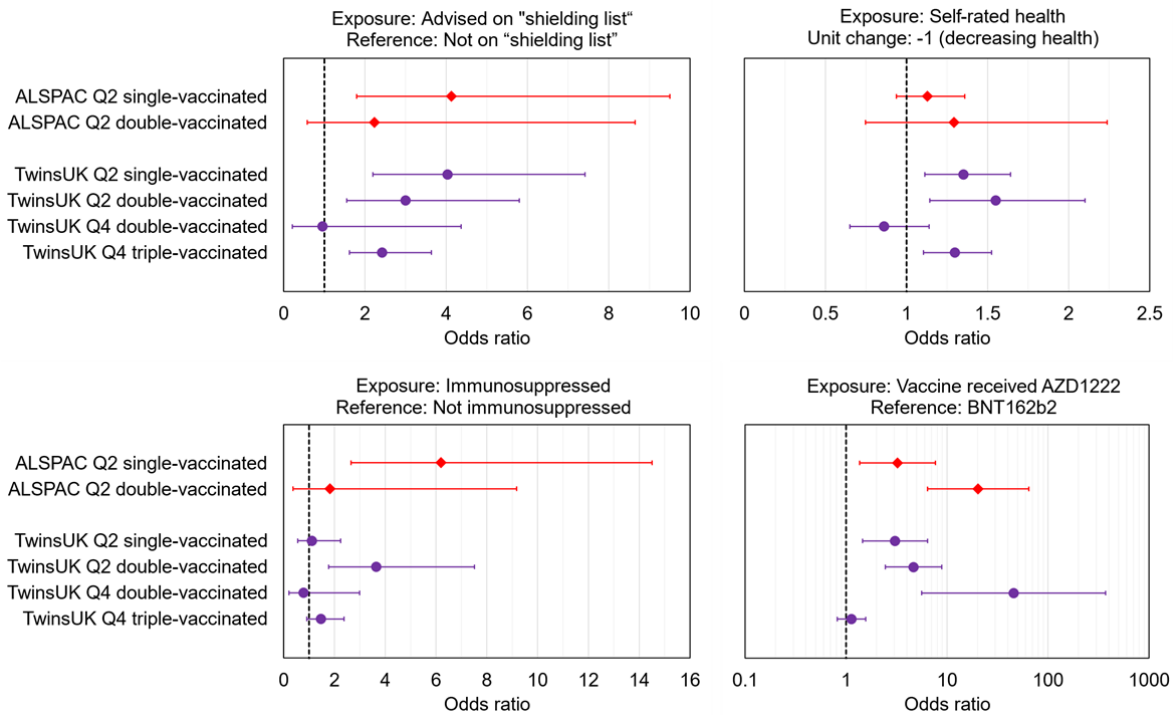 Exposure: Advised on "shielding list“
Reference: Not on “shielding list”
ALSPAC Q2 single-vaccinated
ALSPAC Q2 double-vaccinated
TwinsUK Q2 single-vaccinated
TwinsUK Q2 double-vaccinated
TwinsUK Q4 double-vaccinated
TwinsUK Q4 triple-vaccinated
0 2 4 6 8 10
Odds ratio
Exposure: Self-rated health
Unit change: -1 (decreasing health)
0 0.5 1 1.5 2 2.5
Odds ratio
Exposure: Immunosuppressed
Reference: Not immunosuppressed
ALSPAC Q2 single-vaccinated
ALSPAC Q2 double-vaccinated
TwinsUK Q2 single-vaccinated
TwinsUK Q2 double-vaccinated
TwinsUK Q4 double-vaccinated
TwinsUK Q4 triple-vaccinated
0 2 4 6 8 10 12 14 16
Odds ratio
Exposure: Vaccine received AZD1222
Reference: BNT162b2
0.1 1 10 100 1000
Odds ratio